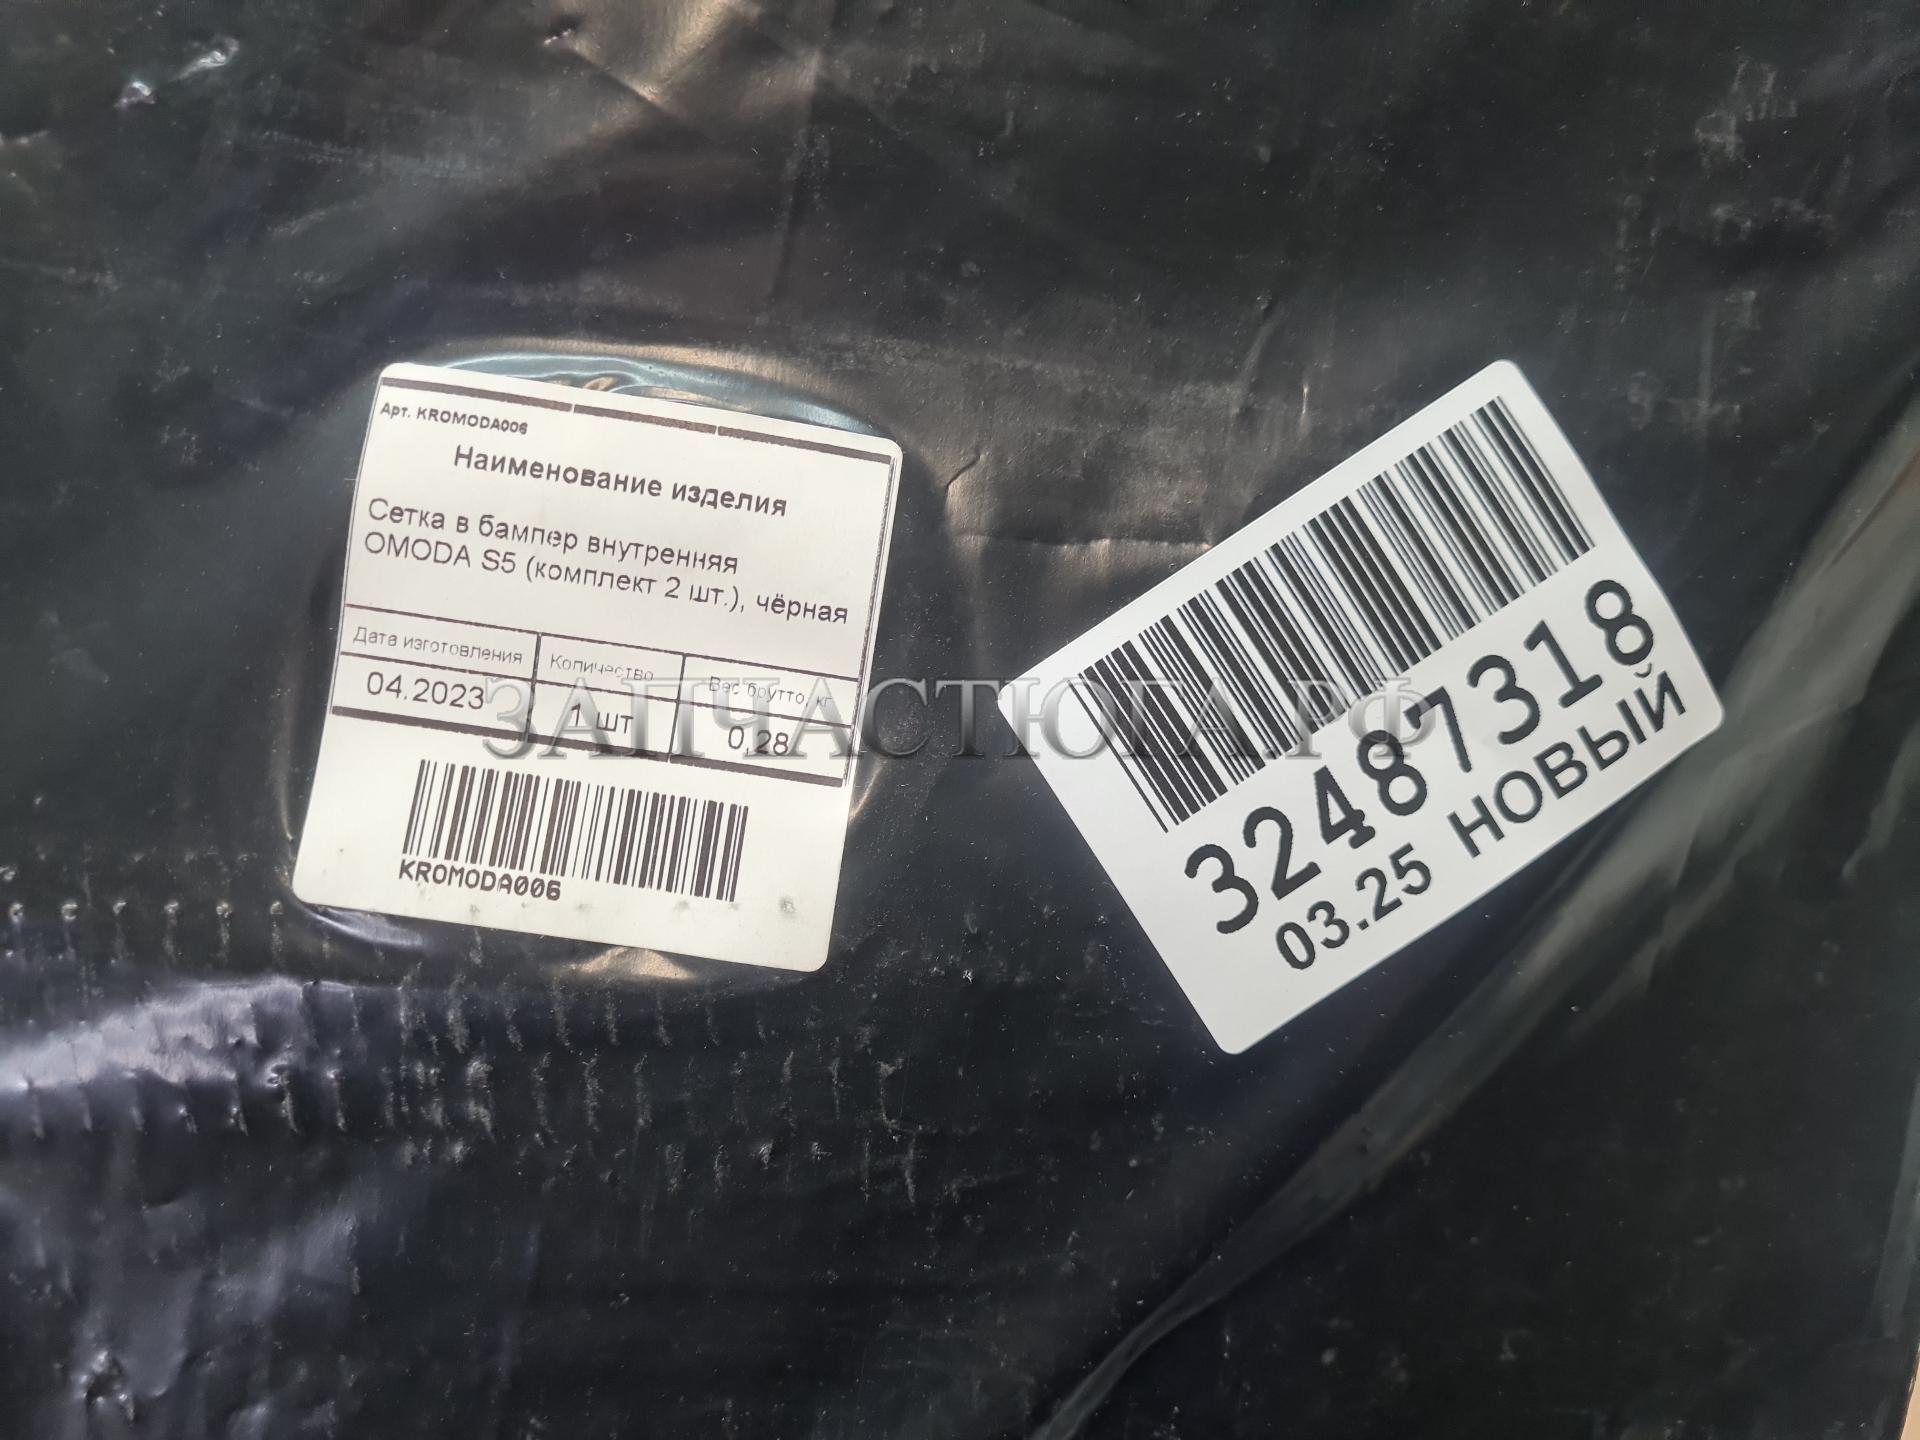 Арт. KROMODA006
Наименование изделия
Сетка в бампер внутренняя
OMODA S5 (комплект 2 шт.), чёрная
Дата изготовления Количество Вес брутто, кг
04.2023 1 шт 0,28
KROMODA006
32487318
03.25 НОВЫЙ
ЗАПЧАСТЮГА.РФ